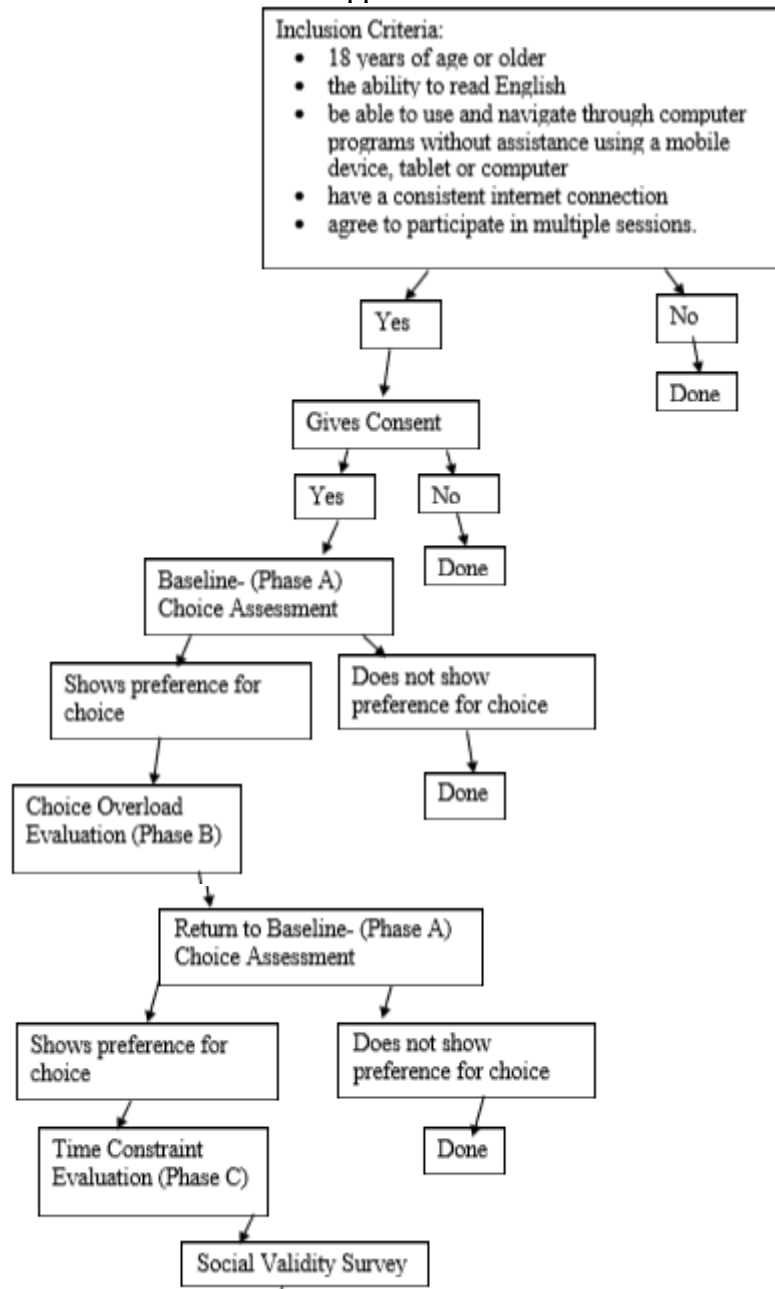 Inclusion Criteria:
• 18 years of age or older
• the ability to read English
• be able to use and navigate through computer
programs without assistance using a mobile
device, tablet or computer
• have a consistent internet connection
• agree to participate in multiple sessions.
Yes
No
Done
Gives Consent
Yes
No
Done
Baseline- (Phase A)
Choice Assessment
Shows preference for
choice
Does not show
preference for choice
Done
Choice Overload
Evaluation (Phase B)
Return to Baseline- (Phase A)
Choice Assessment
Shows preference for
choice
Does not show
preference for choice
Done
Time Constraint
Evaluation (Phase C)
Social Validity Survey